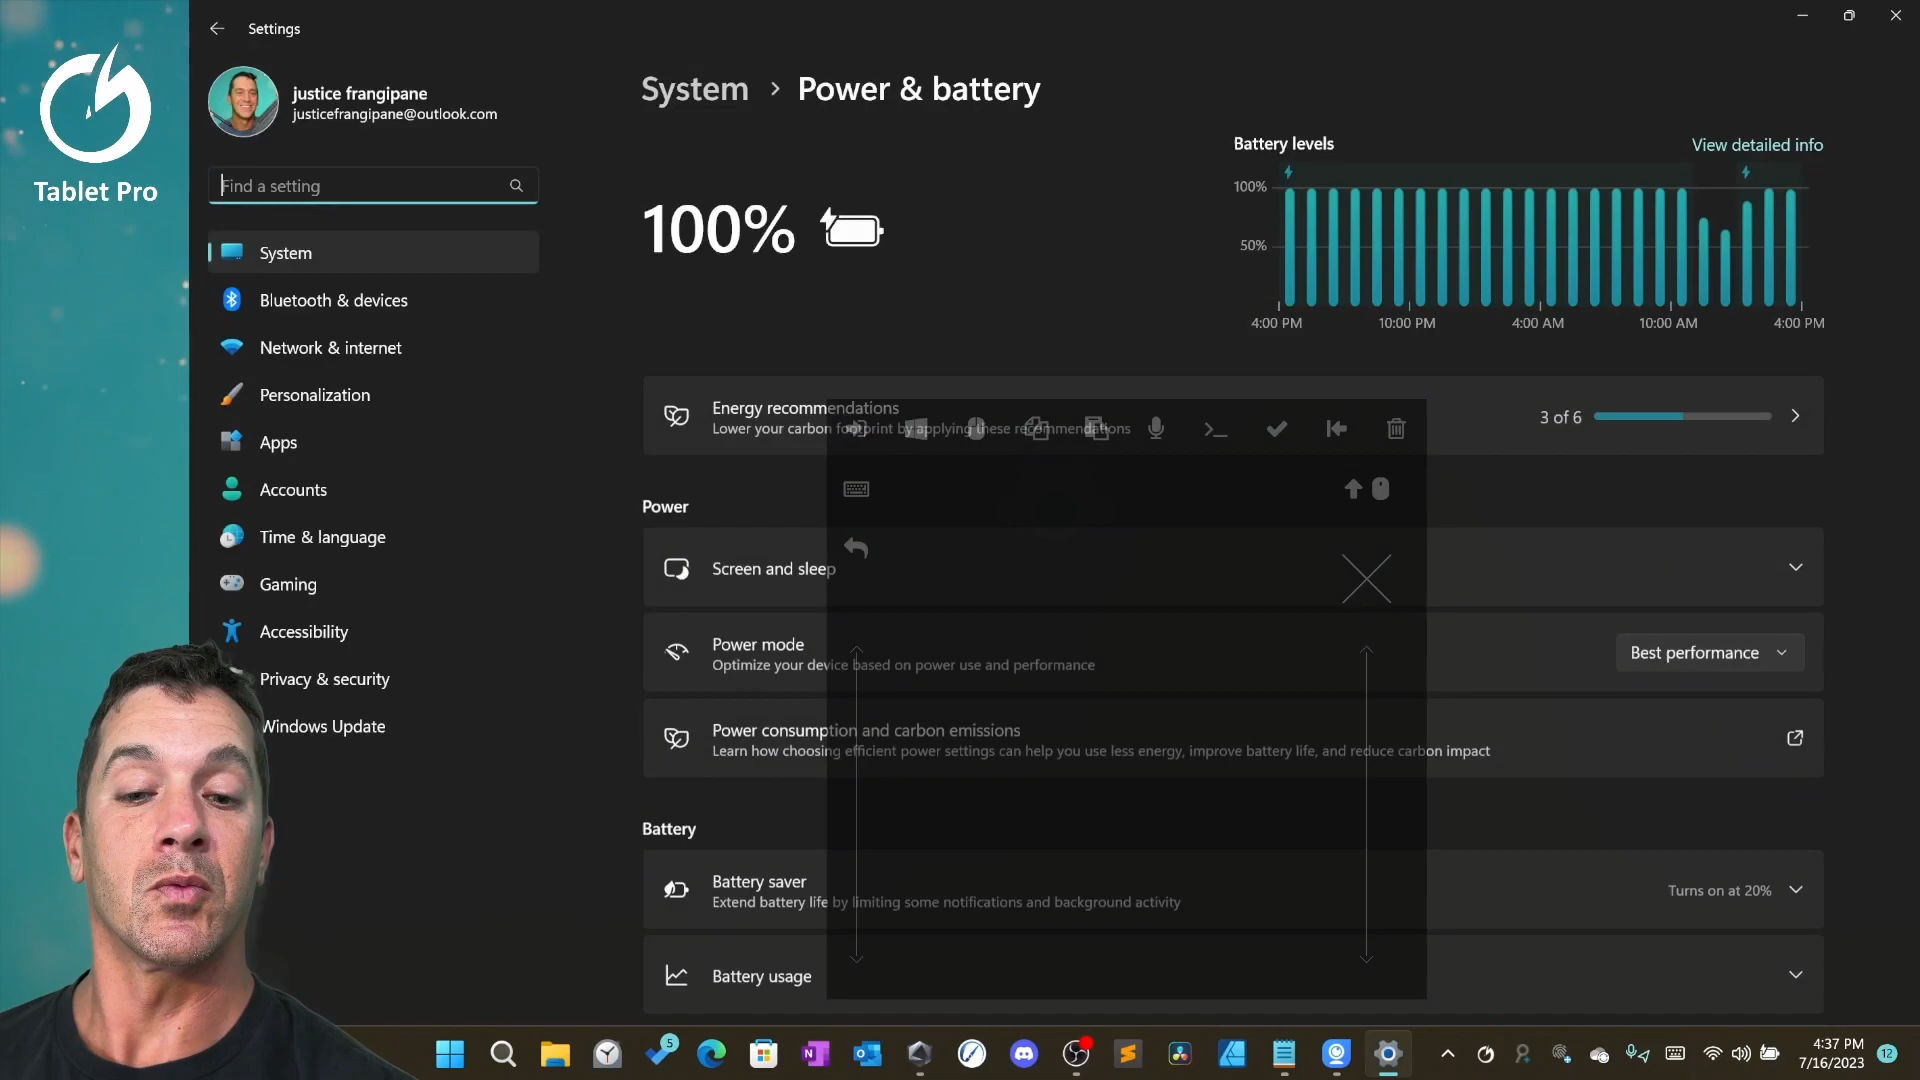 Tablet Pro
Settings
justice frangipane
justicefrangipane@outlook.com
Find a setting
System
Bluetooth & devices
Network & internet
Personalization
Apps
Accounts
Time & language
Gaming
Accessibility
Privacy & security
Windows Update
System > Power & battery
100%
Battery levels
View detailed info
100%
50%
4:00 PM 10:00 PM 4:00 AM 10:00 AM 4:00 PM
Energy recommendations
Lower your carbon footprint by applying these recommendations
3 of 6
Power
Screen and sleep
Power mode
Optimize your device based on power use and performance
Best performance
Power consumption and carbon emissions
Learn how choosing efficient power settings can help you use less energy, improve battery life, and reduce carbon impact
Battery
Battery saver
Extend battery life by limiting some notifications and background activity
Turns on at 20%
Battery usage
5
4:37 PM
7/16/2023
12